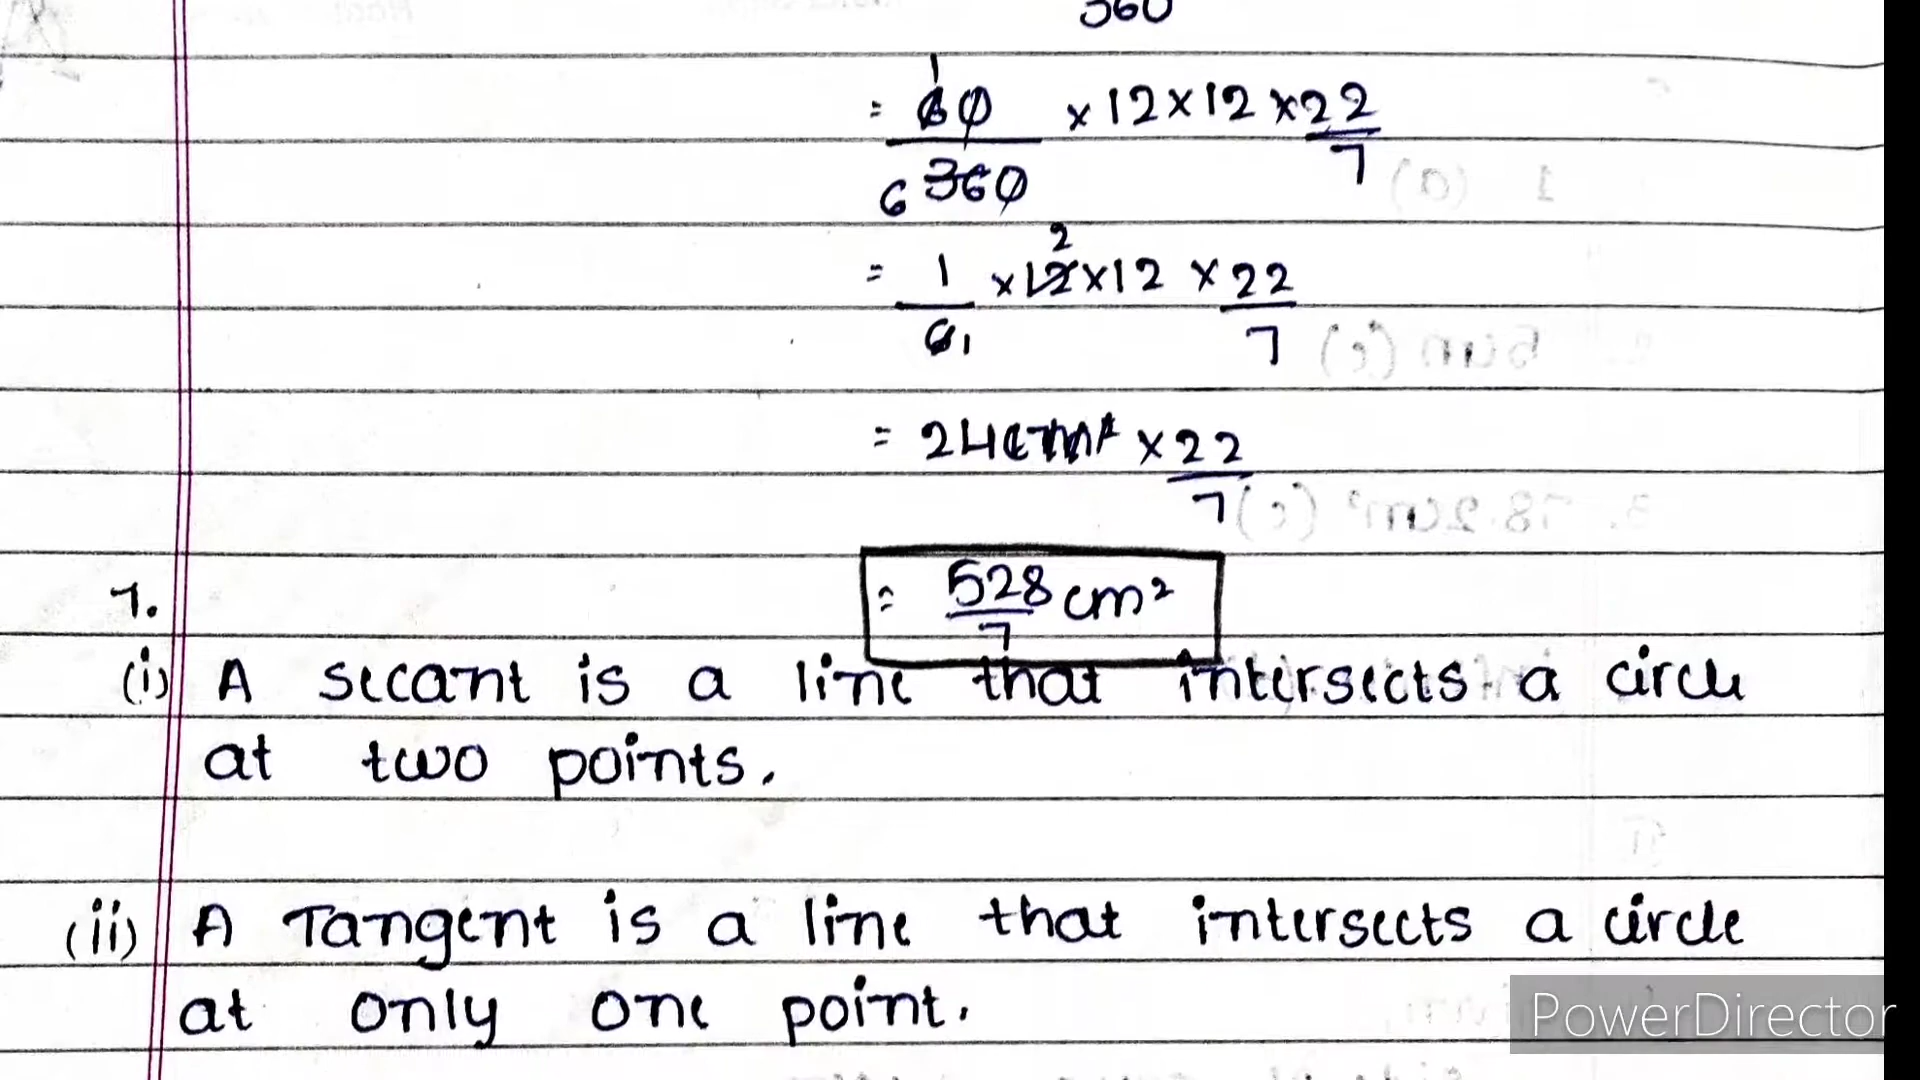 360
= 60/360 × 12 × 12 × 22/7
= 1/6 × 12 × 12 × 22/7
= 24 × 22/7
= 528/7 cm²
7.
(i) A secant is a line that intersects a circle
at two points.
(ii) A Tangent is a line that intersects a circle
at only one point.
PowerDirector